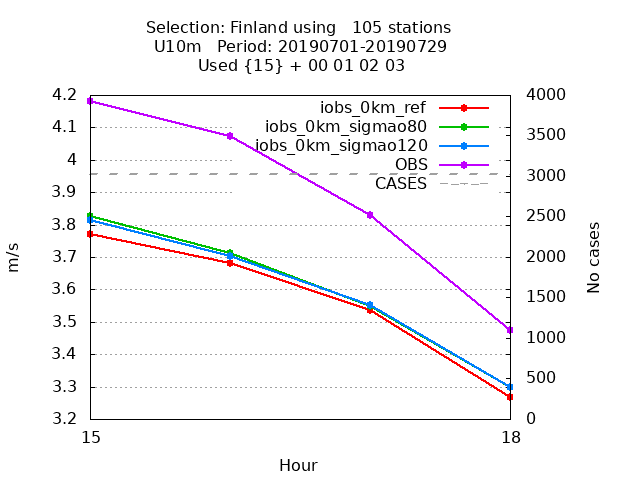 Selection: Finland using   105 stations
U10m   Period: 20190701-20190729
Used {15} + 00 01 02 03
4.2
4.1
4
3.9
3.8
3.7
3.6
3.5
3.4
3.3
3.2
m/s
iobs_0km_ref
iobs_0km_sigmao80
iobs_0km_sigmao120
OBS
CASES
4000
3500
3000
2500
2000
1500
1000
500
0
No cases
15
18
Hour